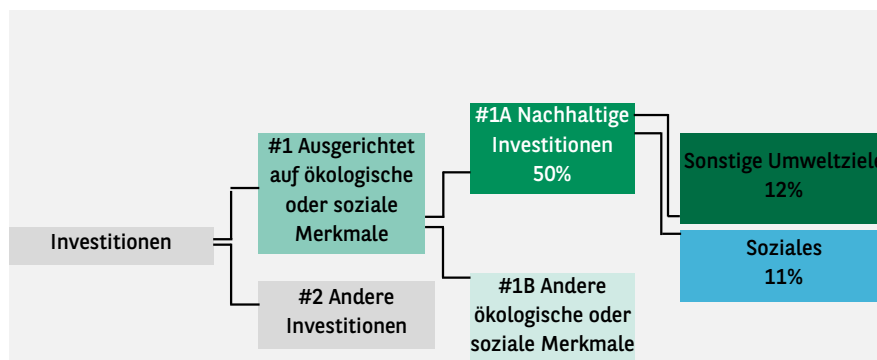 Investitionen
#1 Ausgerichtet
auf ökologische
oder soziale
Merkmale
#2 Andere
Investitionen
#1A Nachhaltige
Investitionen
50%
#1B Andere
ökologische oder
soziale Merkmale
Sonstige Umweltziele
12%
Soziales
11%